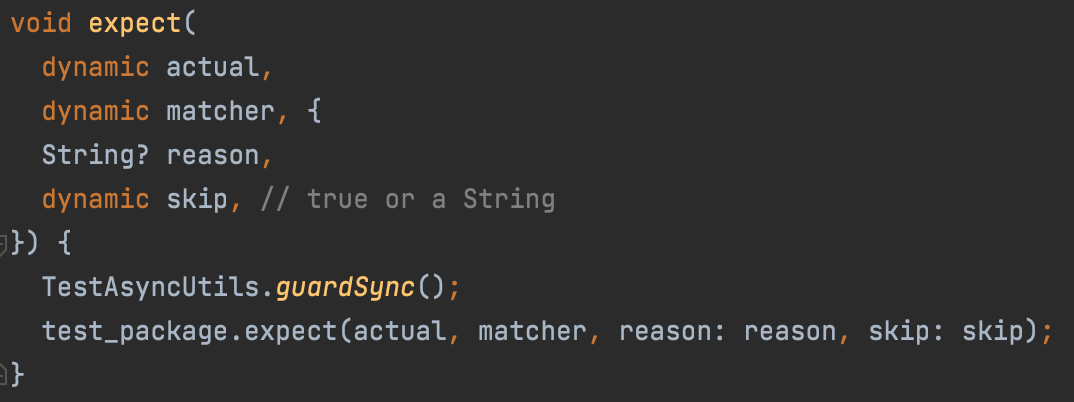 void expect(
  dynamic actual,
  dynamic matcher, {
  String? reason,
  dynamic skip, // true or a String
}) {
  TestAsyncUtils.guardSync();
  test_package.expect(actual, matcher, reason: reason, skip: skip);
}